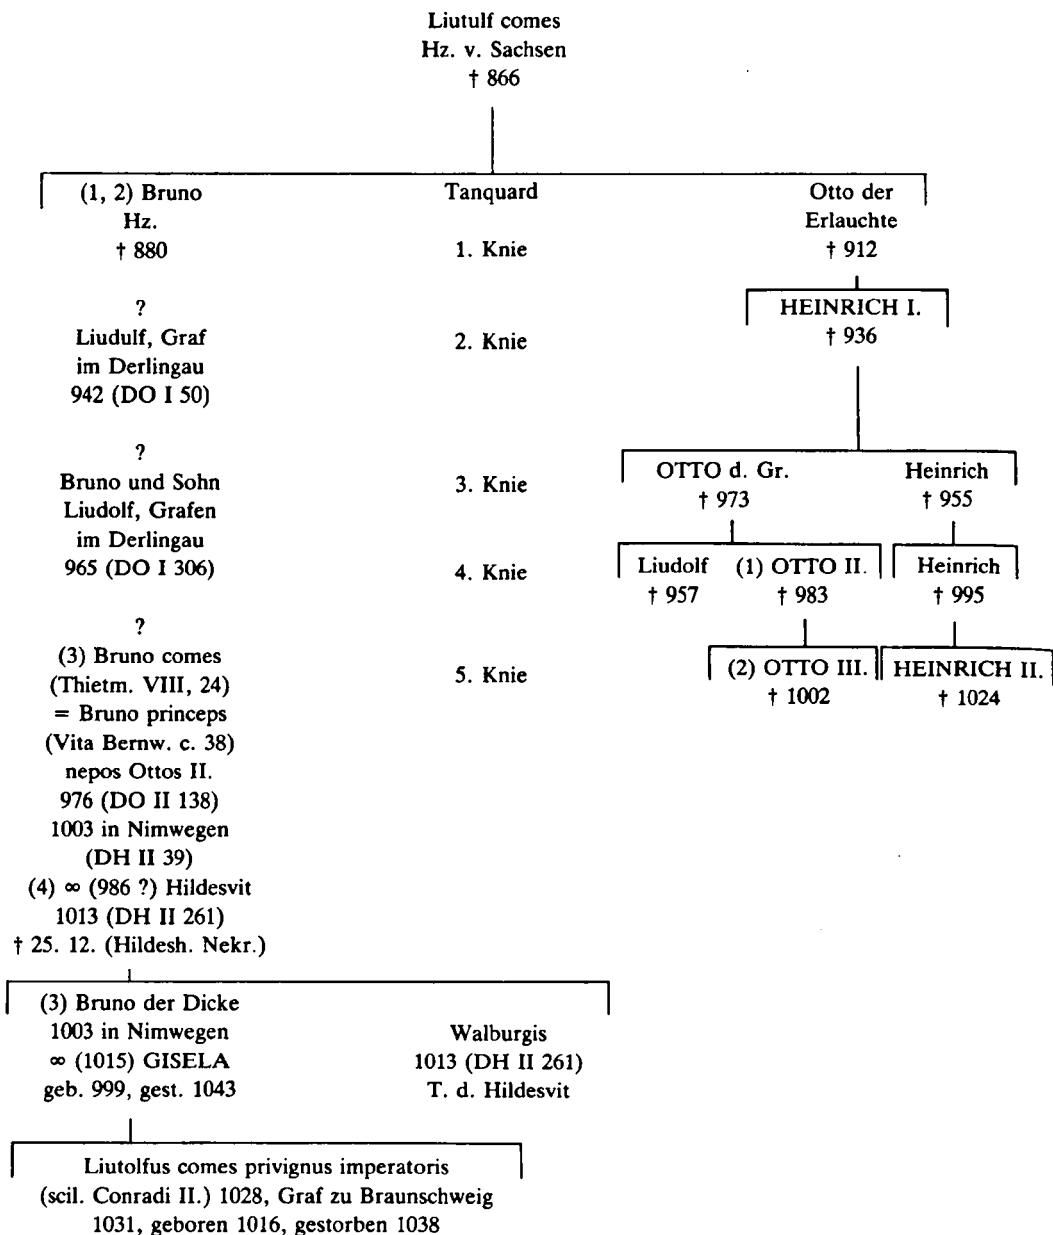 Liutulf comes
Hz. v. Sachsen
† 866
(1, 2) Bruno
Hz.
† 880
Tanquard
1. Knie
Otto der
Erlauchte
† 912
HEINRICH I.
† 936
?
Liudulf, Graf
im Derlingau
942 (DO I 50)
2. Knie
?
Bruno und Sohn
Liudolf, Grafen
im Derlingau
965 (DO I 306)
3. Knie
OTTO d. Gr.
† 973
Heinrich
† 955
4. Knie
Liudolf
† 957
(1) OTTO II.
† 983
Heinrich
† 995
?
(3) Bruno comes
(Thietm. VIII, 24)
= Bruno princeps
(Vita Bernw. c. 38)
nepos Ottos II.
976 (DO II 138)
1003 in Nimwegen
(DH II 39)
(4) ∞ (986 ?) Hildesvit
1013 (DH II 261)
† 25. 12. (Hildesh. Nekr.)
5. Knie
(2) OTTO III.
† 1002
HEINRICH II.
† 1024
(3) Bruno der Dicke
1003 in Nimwegen
∞ (1015) GISELA
geb. 999, gest. 1043
Walburgis
1013 (DH II 261)
T. d. Hildesvit
Liutolfus comes privignus imperatoris
(scil. Conradi II.) 1028, Graf zu Braunschweig
1031, geboren 1016, gestorben 1038